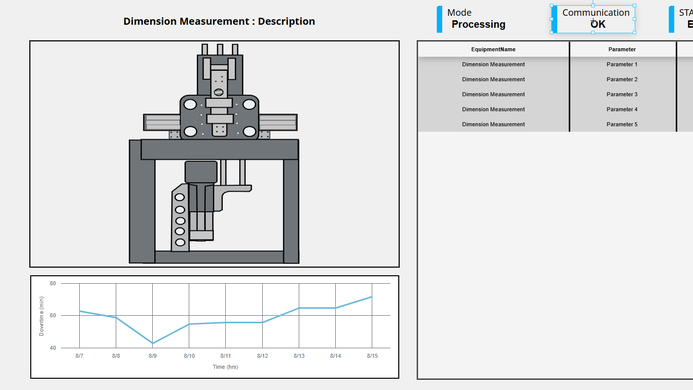 Dimension Measurement : Description
Mode
Processing
Communication
OK
STA
E
EquipmentName Parameter
Dimension Measurement Parameter 1
Dimension Measurement Parameter 2
Dimension Measurement Parameter 3
Dimension Measurement Parameter 4
Dimension Measurement Parameter 5
Downtime (min)
80
60
40
8/7 8/8 8/9 8/10 8/11 8/12 8/13 8/14 8/15
Time (hrs)